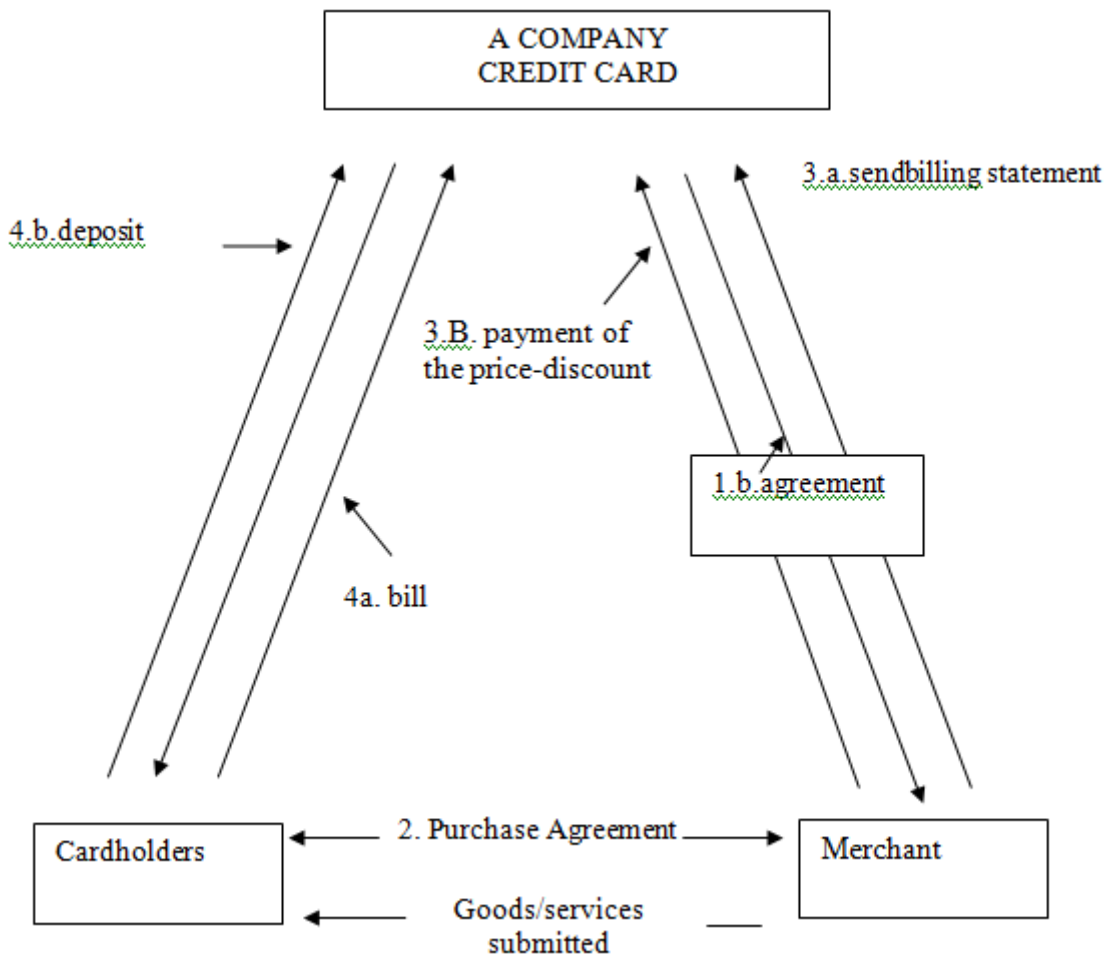 A COMPANY
CREDIT CARD
3.a.sendbilling statement
4.b.deposit
3.B. payment of
the price-discount
1.b.agreement
4a. bill
2. Purchase Agreement
Cardholders
Merchant
Goods/services
submitted